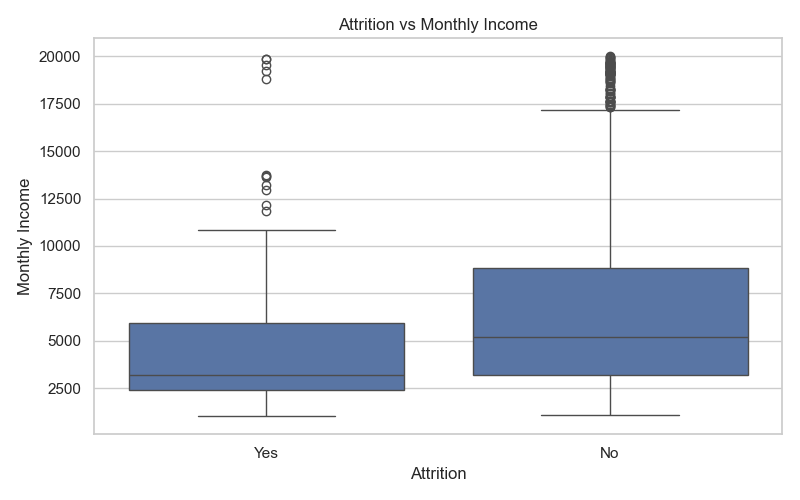 Attrition vs Monthly Income
Monthly Income
20000
17500
15000
12500
10000
7500
5000
2500
Yes
No
Attrition